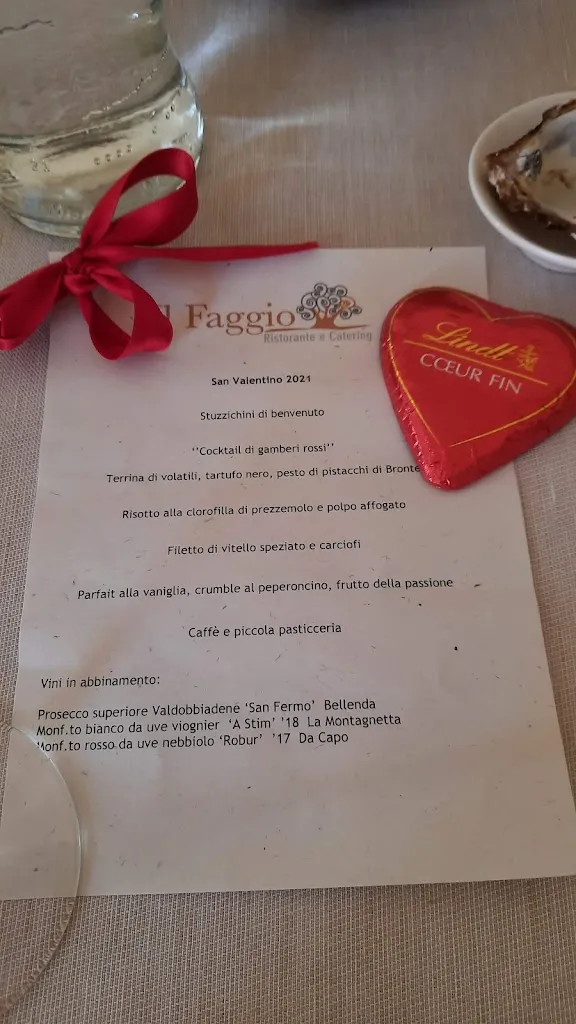 Il Faggio
Ristorante e Catering
San Valentino 2021
Stuzzichini di benvenuto
''Cocktail di gamberi rossi''
Terrina di volatili, tartufo nero, pesto di pistacchi di Bronte
Risotto alla clorofilla di prezzemolo e polpo affogato
Filetto di vitello speziato e carciofi
Parfait alla vaniglia, crumble al peperoncino, frutto della passione
Caffè e piccola pasticceria
Vini in abbinamento:
Prosecco superiore Valdobbiadene ‘San Fermo’ Bellenda
Monf.to bianco da uve viognier ‘A Stim’ ’18 La Montagnetta
Monf.to rosso da uve nebbiolo ‘Robur’ ’17 Da Capo
Lindt
CŒUR FIN